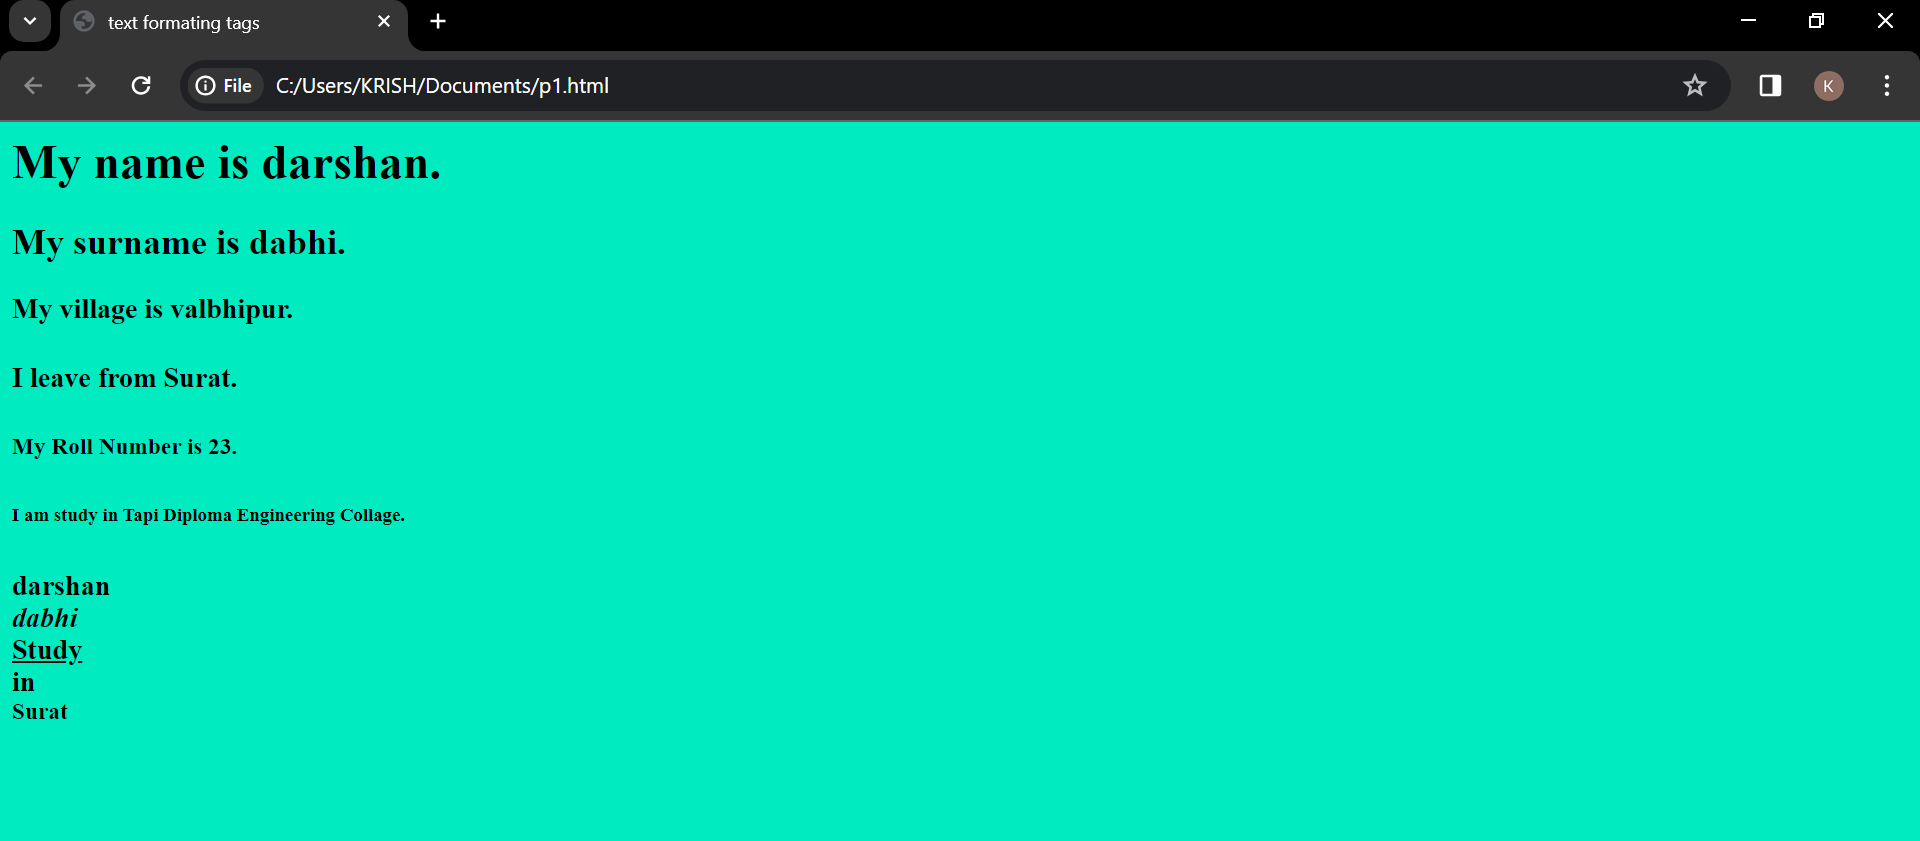 text formating tags
File C:/Users/KRISH/Documents/p1.html
K
My name is darshan.
My surname is dabhi.
My village is valbhipur.
I leave from Surat.
My Roll Number is 23.
I am study in Tapi Diploma Engineering Collage.
darshan
dabhi
Study
in
Surat